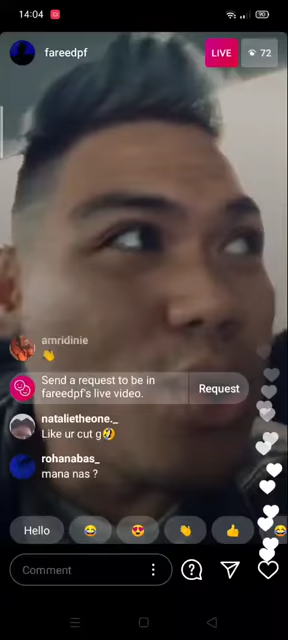 14:04
90
fareedpf
LIVE
72
amridinie
👋
Send a request to be in
fareedpf's live video.
Request
natalietheone._
Like ur cut g🤣
rohanabas_
mana nas ?
Hello
Comment